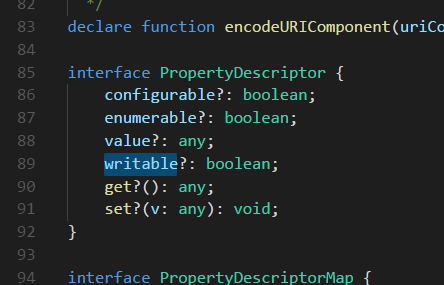 82 */
83 declare function encodeURIComponent(uriCo
84
85 interface PropertyDescriptor {
86 configurable?: boolean;
87 enumerable?: boolean;
88 value?: any;
89 writable?: boolean;
90 get?(): any;
91 set?(v: any): void;
92 }
93
94 interface PropertyDescriptorMap {